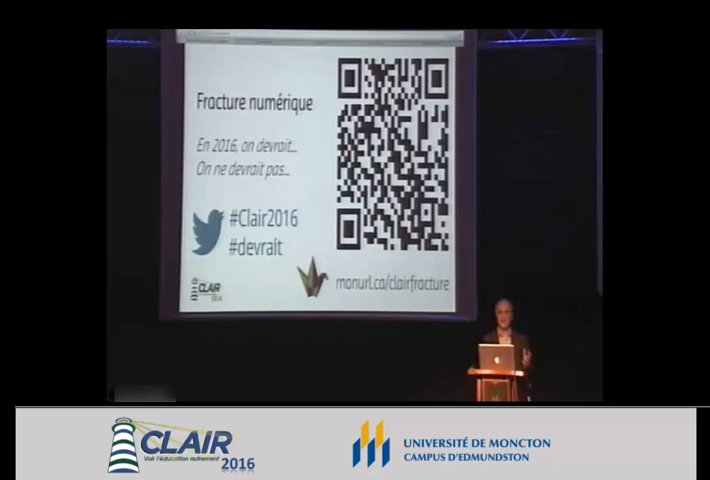 Fracture numérique
En 2016, on devrait...
On ne devrait pas...
#Clair2016
#devrait
CLAIR
monurl.ca/clairfracture
CLAIR
Voir l'éducation autrement
2016
UNIVERSITÉ DE MONCTON
CAMPUS D'EDMUNDSTON